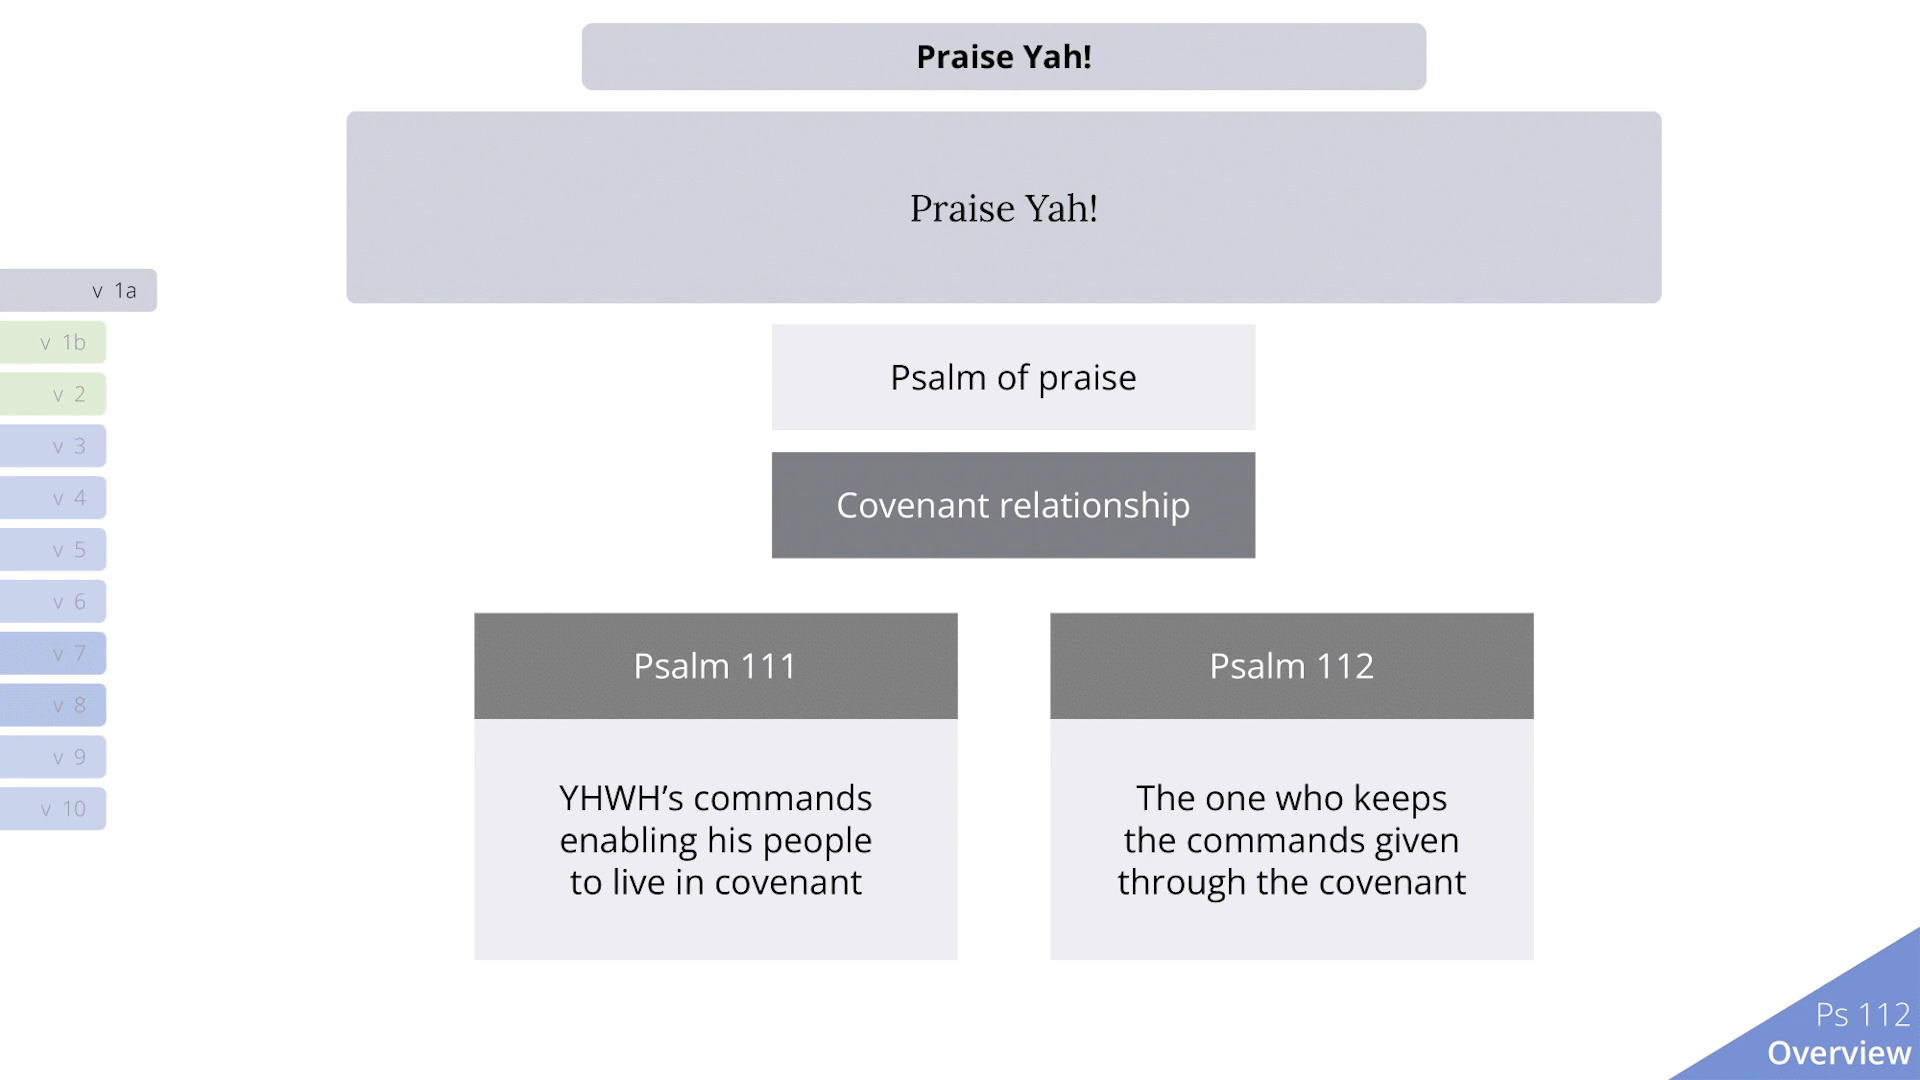 Praise Yah!
Praise Yah!
v 1a
v 1b
v 2
v 3
v 4
v 5
v 6
v 7
v 8
v 9
v 10
Psalm of praise
Covenant relationship
Psalm 111
YHWH’s commands
enabling his people
to live in covenant
Psalm 112
The one who keeps
the commands given
through the covenant
Ps 112
Overview